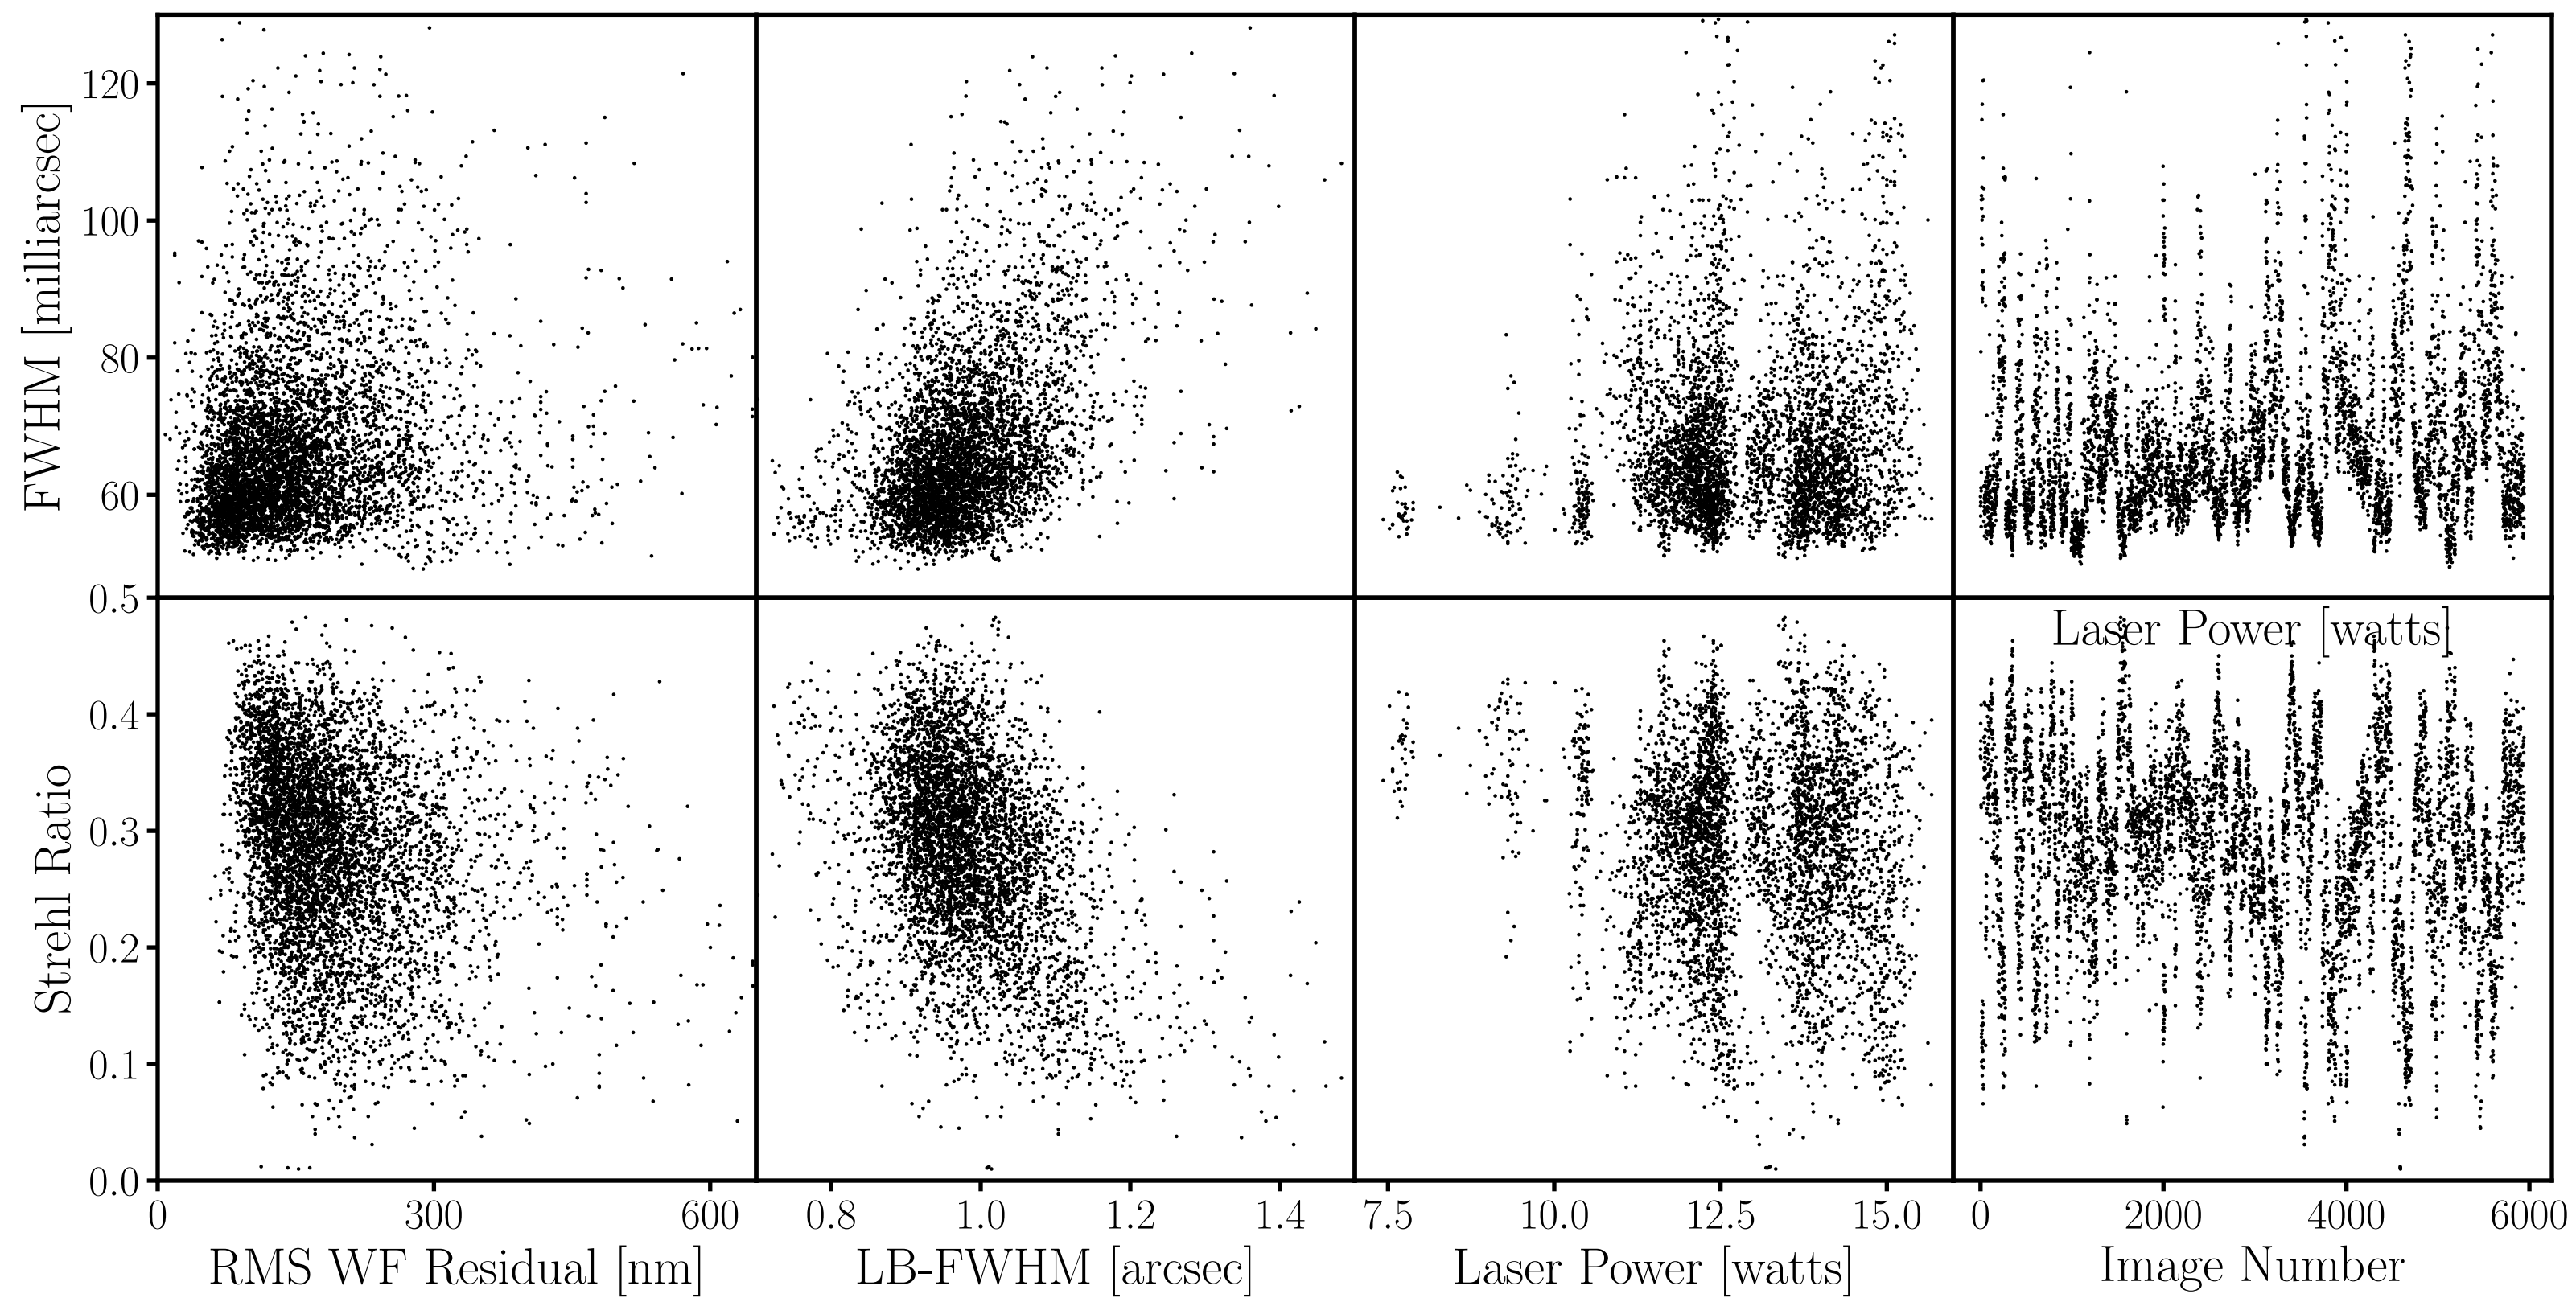 FWHM [milliarcsec]
120
100
80
60
Strehl Ratio
0.5
0.4
0.3
0.2
0.1
0.0
Laser Power [watts]
0 300 600 0.8 1.0 1.2 1.4 7.5 10.0 12.5 15.0 0 2000 4000 6000
RMS WF Residual [nm] LB-FWHM [arcsec] Laser Power [watts] Image Number